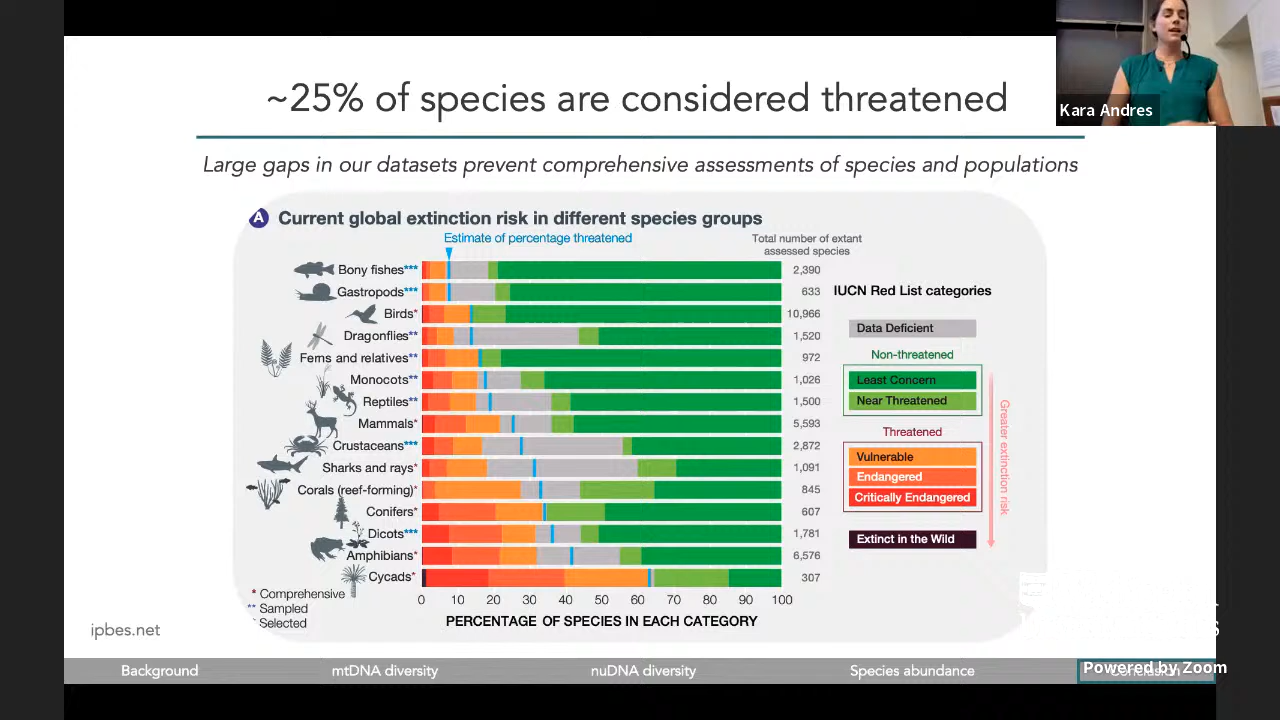 ~25% of species are considered threatened
Kara Andres
Large gaps in our datasets prevent comprehensive assessments of species and populations
A Current global extinction risk in different species groups
Estimate of percentage threatened
Total number of extant
assessed species
Bony fishes*** 2,390
Gastropods*** 633
Birds* 10,966
Dragonflies** 1,520
Ferns and relatives** 972
Monocots** 1,026
Reptiles** 1,500
Mammals* 5,593
Crustaceans*** 2,872
Sharks and rays* 1,091
Corals (reef-forming)* 845
Conifers* 607
Dicots*** 1,781
Amphibians* 6,576
Cycads* 307
0 10 20 30 40 50 60 70 80 90 100
PERCENTAGE OF SPECIES IN EACH CATEGORY
* Comprehensive
** Sampled
Selected
IUCN Red List categories
Data Deficient
Non-threatened
Least Concern
Near Threatened
Threatened
Vulnerable
Endangered
Critically Endangered
Extinct in the Wild
Greater extinction risk
ipbes.net
Background mtDNA diversity nuDNA diversity Species abundance Conclusion
Powered by Zoom